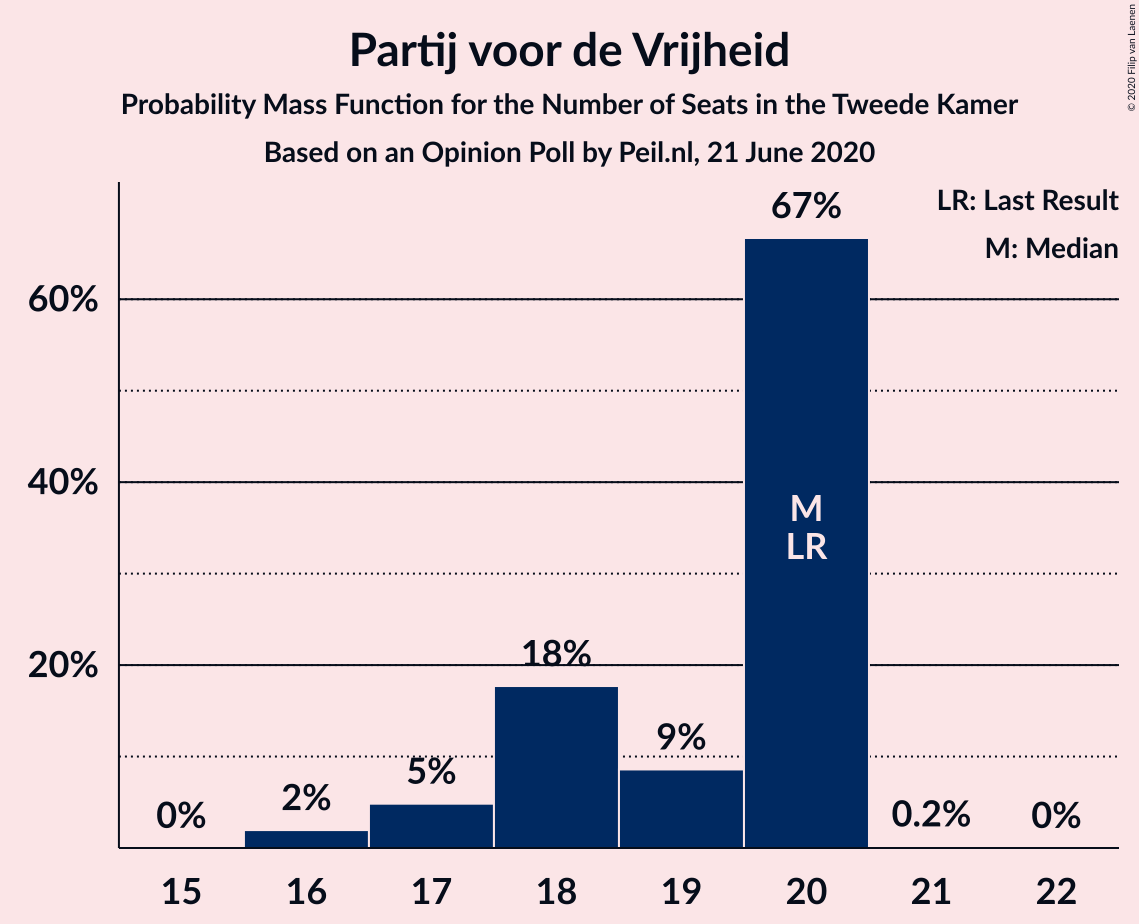 Partij voor de Vrijheid
Probability Mass Function for the Number of Seats in the Tweede Kamer
Based on an Opinion Poll by Peil.nl, 21 June 2020
© 2020 Filip van Laenen
LR: Last Result
M: Median
60%
40%
20%
0%
2%
5%
18%
9%
67%
M
LR
0.2%
0%
15 16 17 18 19 20 21 22